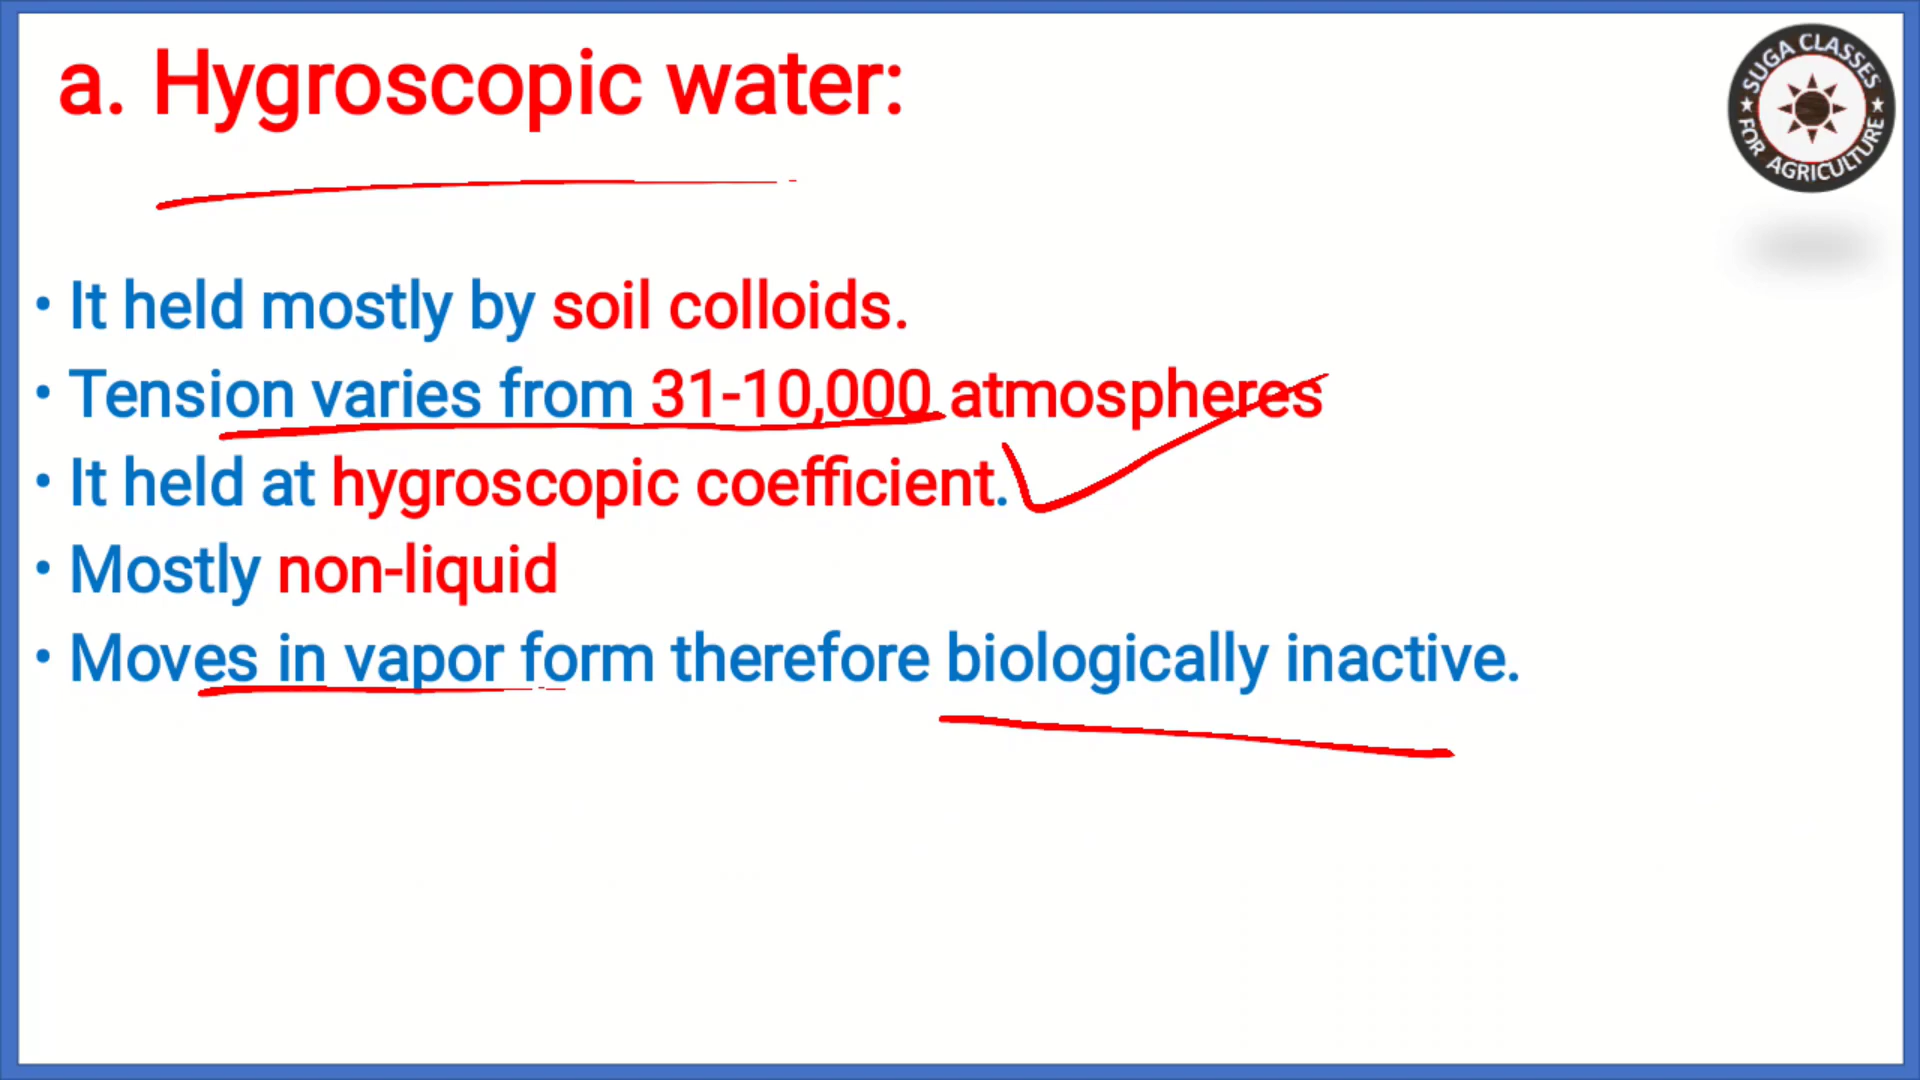 a. Hygroscopic water:
SUGA CLASSES
FOR AGRICULTURE
• It held mostly by soil colloids.
• Tension varies from 31-10,000 atmospheres
• It held at hygroscopic coefficient.
• Mostly non-liquid
• Moves in vapor form therefore biologically inactive.